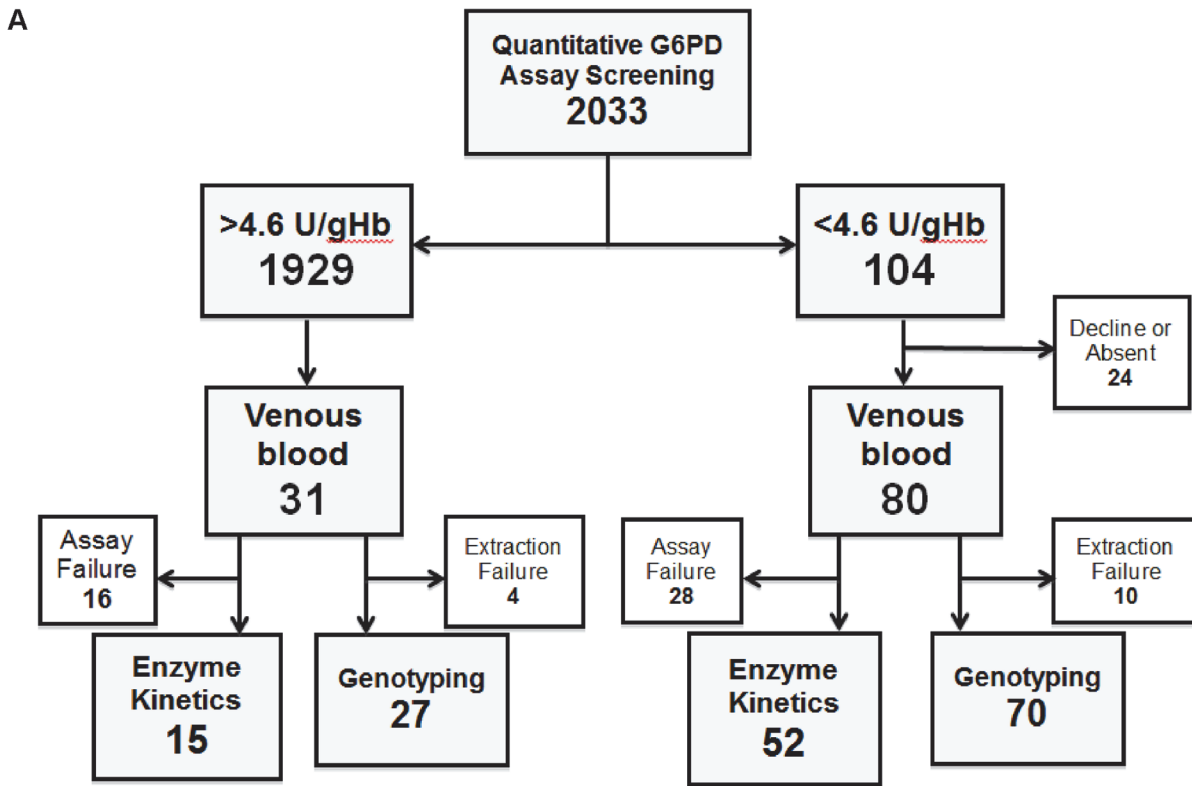 A
Quantitative G6PD
Assay Screening
2033
>4.6 U/gHb
1929
<4.6 U/gHb
104
Decline or
Absent
24
Venous
blood
31
Venous
blood
80
Assay
Failure
16
Extraction
Failure
4
Assay
Failure
28
Extraction
Failure
10
Enzyme
Kinetics
15
Genotyping
27
Enzyme
Kinetics
52
Genotyping
70